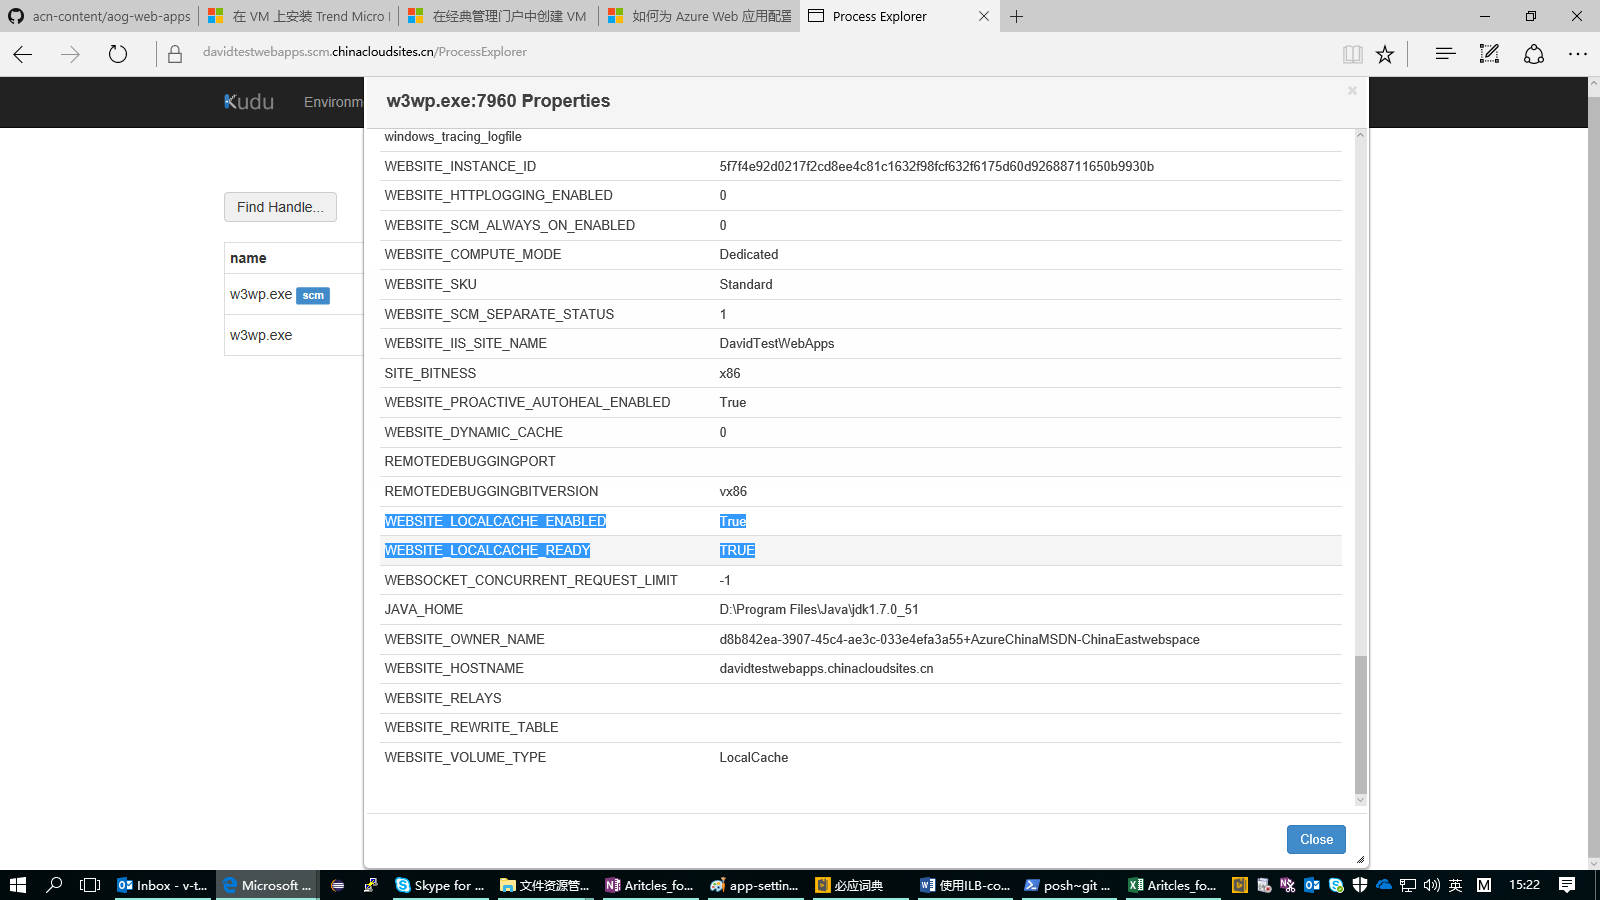 acn-content/aog-web-apps
在 VM 上安装 Trend Micro
在经典管理门户中创建 VM
如何为 Azure Web 应用配置
Process Explorer
davidtestwebapps.scm.chinacloudsites.cn/ProcessExplorer
Kudu
Environm
w3wp.exe:7960 Properties
Find Handle...
name
w3wp.exe scm
w3wp.exe
windows_tracing_logfile
WEBSITE_INSTANCE_ID 5f7f4e92d0217f2cd8ee4c81c1632f98fcf632f6175d60d92688711650b9930b
WEBSITE_HTTPLOGGING_ENABLED 0
WEBSITE_SCM_ALWAYS_ON_ENABLED 0
WEBSITE_COMPUTE_MODE Dedicated
WEBSITE_SKU Standard
WEBSITE_SCM_SEPARATE_STATUS 1
WEBSITE_IIS_SITE_NAME DavidTestWebApps
SITE_BITNESS x86
WEBSITE_PROACTIVE_AUTOHEAL_ENABLED True
WEBSITE_DYNAMIC_CACHE 0
REMOTEDEBUGGINGPORT
REMOTEDEBUGGINGBITVERSION vx86
WEBSITE_LOCALCACHE_ENABLED True
WEBSITE_LOCALCACHE_READY TRUE
WEBSOCKET_CONCURRENT_REQUEST_LIMIT -1
JAVA_HOME D:\Program Files\Java\jdk1.7.0_51
WEBSITE_OWNER_NAME d8b842ea-3907-45c4-ae3c-033e4efa3a55+AzureChinaMSDN-ChinaEastwebspace
WEBSITE_HOSTNAME davidtestwebapps.chinacloudsites.cn
WEBSITE_RELAYS
WEBSITE_REWRITE_TABLE
WEBSITE_VOLUME_TYPE LocalCache
Close
Inbox - v-t...
Microsoft ...
Skype for ...
文件资源管...
Aritcles_fo...
app-settin...
必应词典
使用ILB-co...
posh~git ...
Aritcles_fo...
英
M
15:22